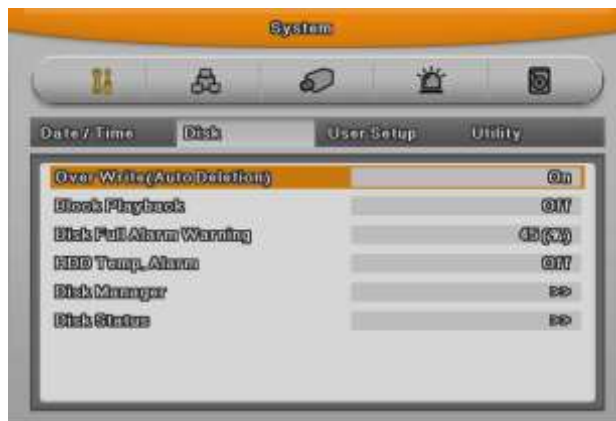 System
Date / Time Disk User Setup Utility
Over Write(Auto Deletion) On
Block Playback Off
Disk Full Alarm Warning
HDD Temp. Alarm Off
Disk Manager >>
Disk Status >>